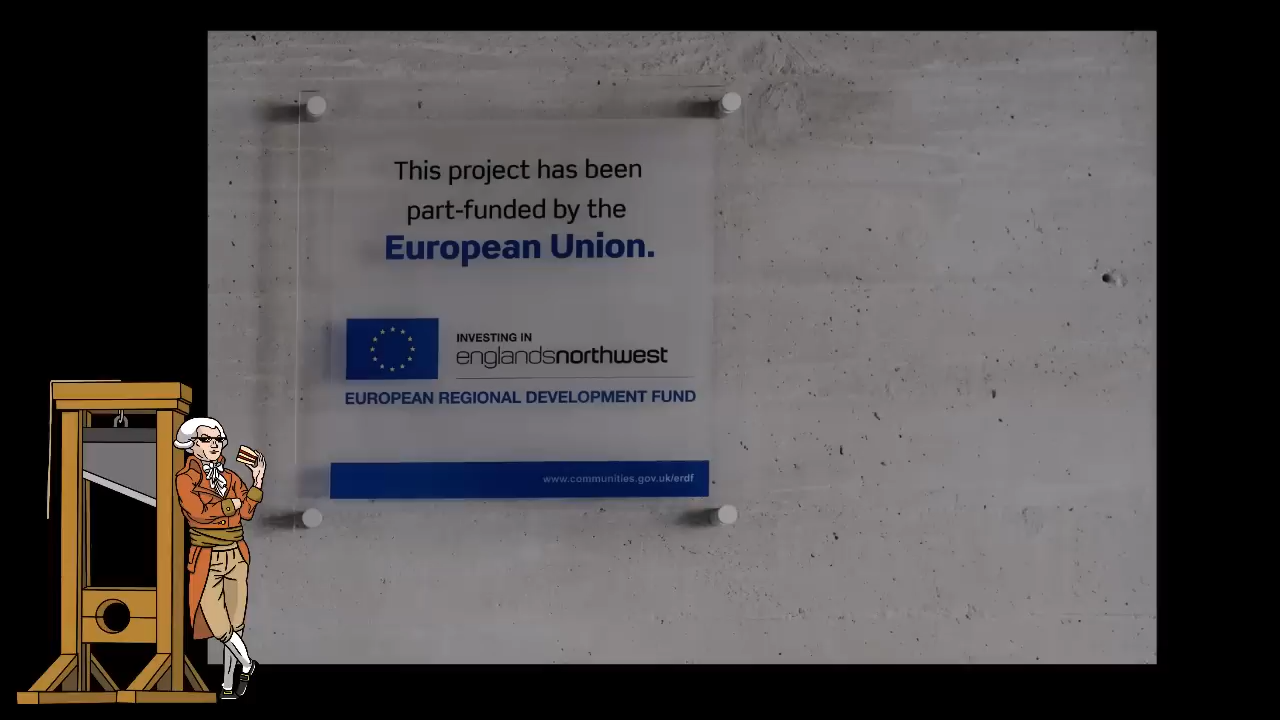 This project has been
part-funded by the
European Union.
INVESTING IN
englandsnorthwest
EUROPEAN REGIONAL DEVELOPMENT FUND
www.communities.gov.uk/erdf